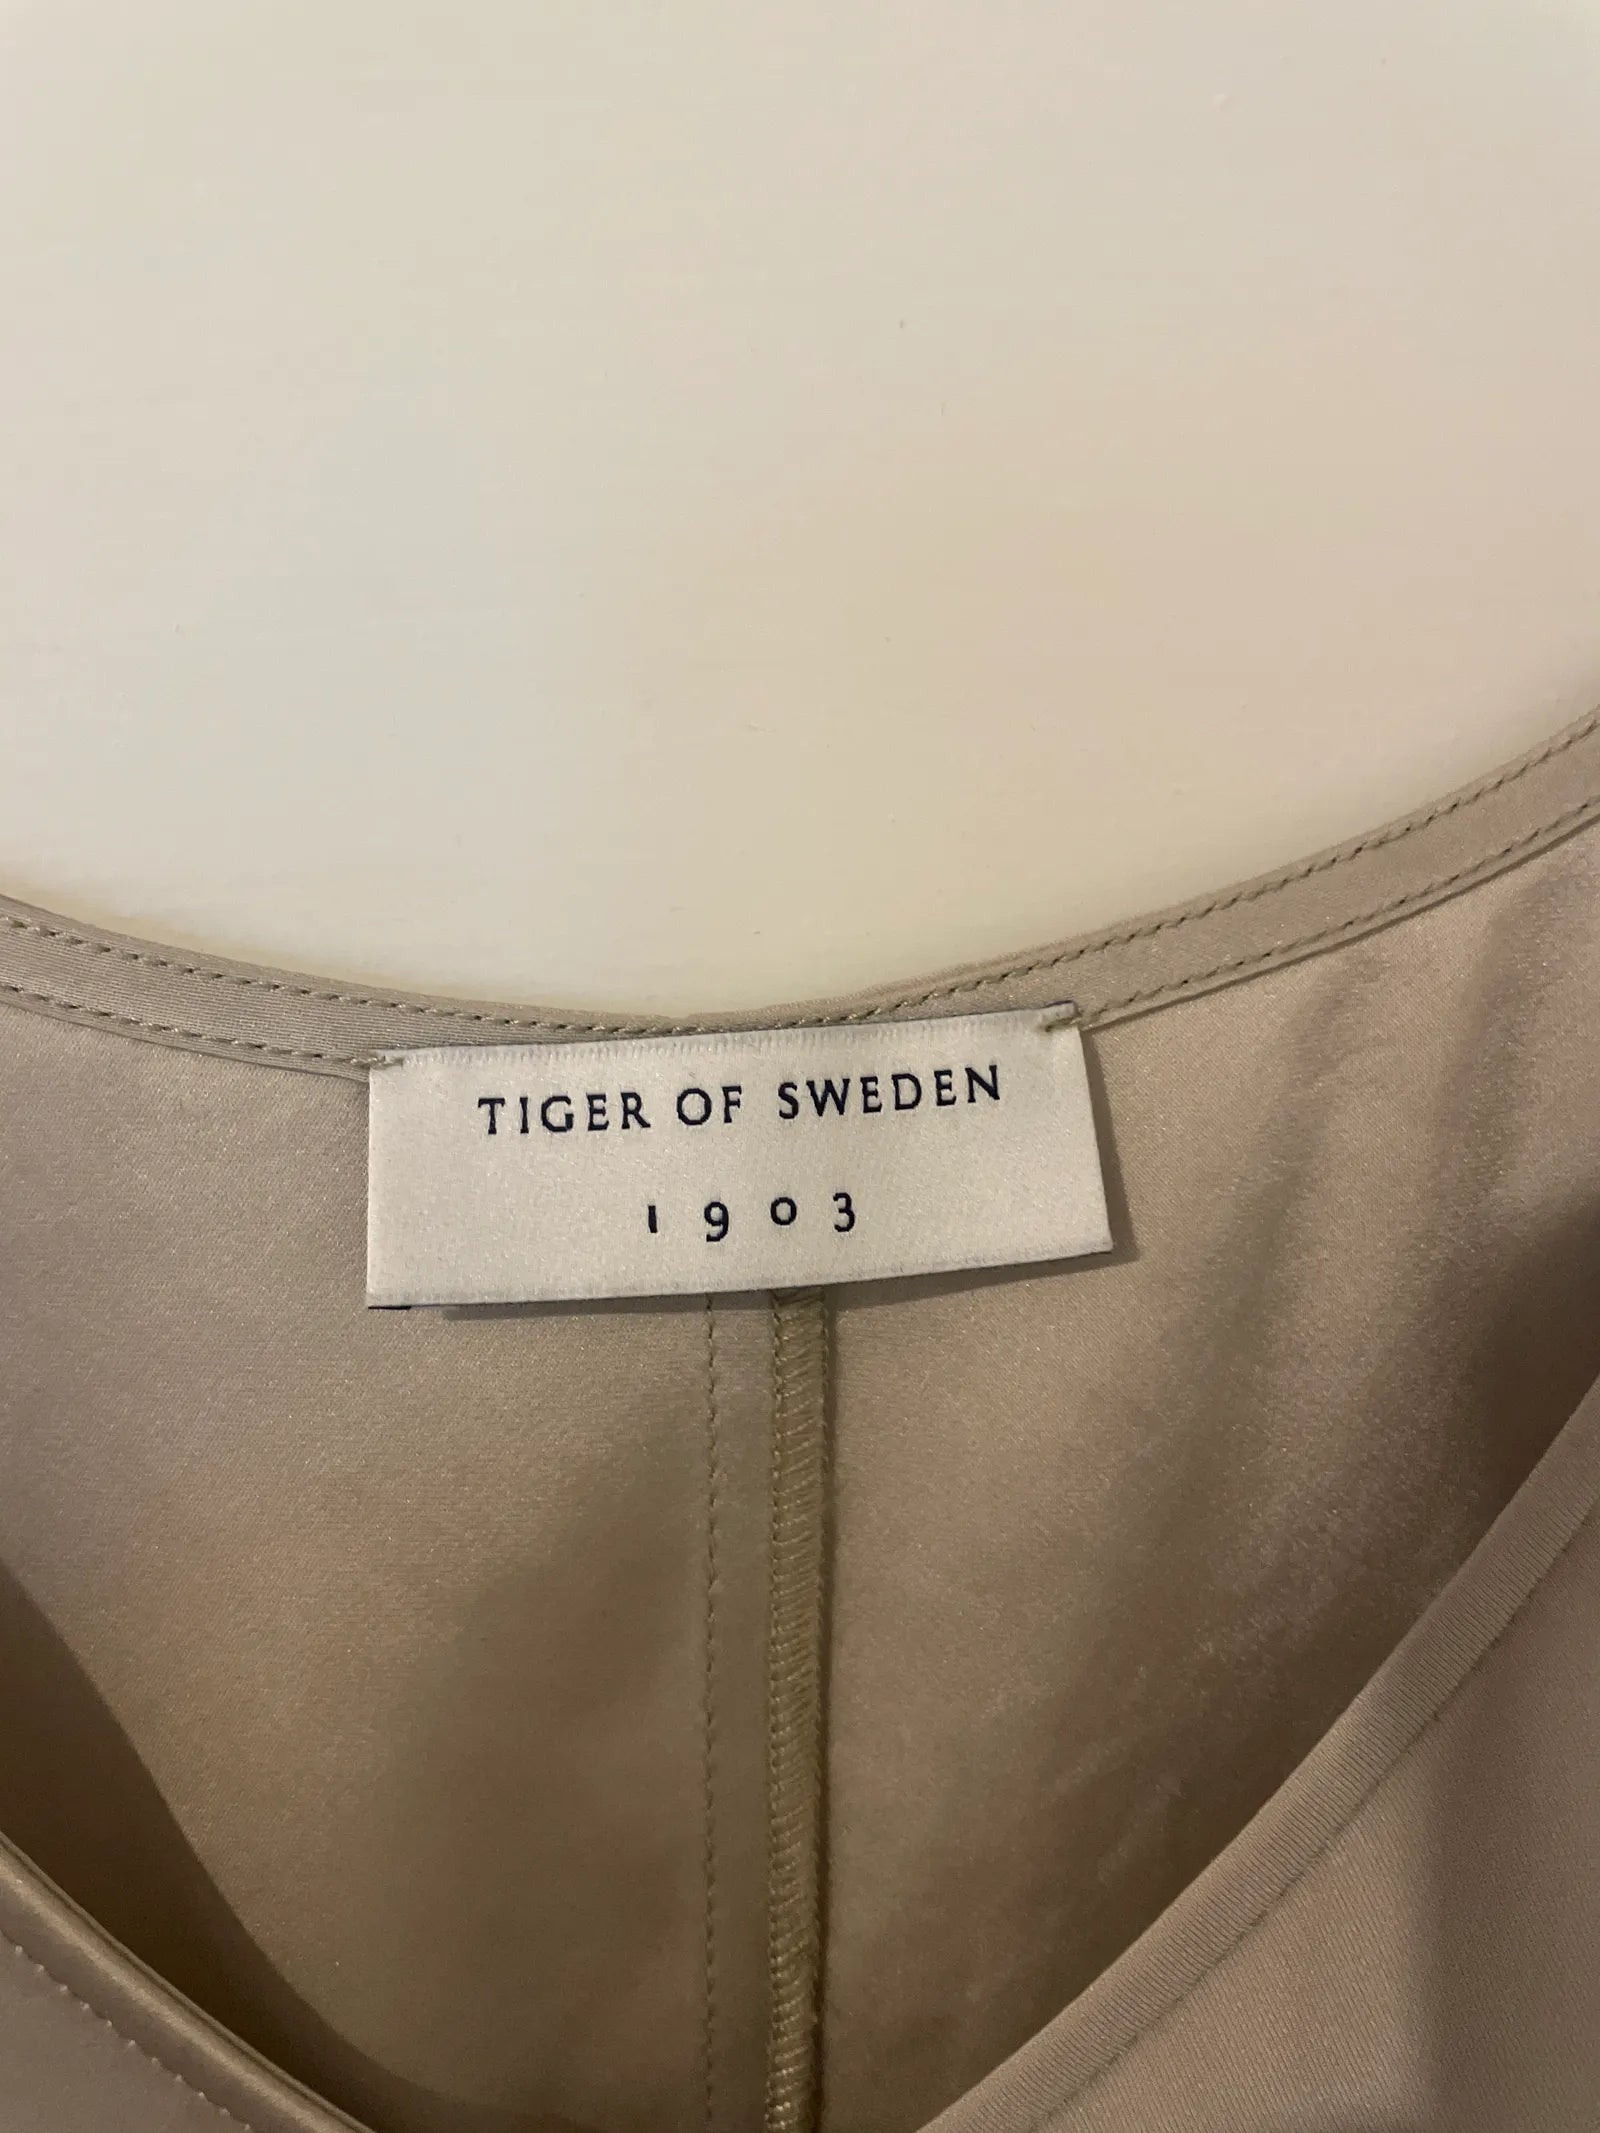 TIGER OF SWEDEN
1903